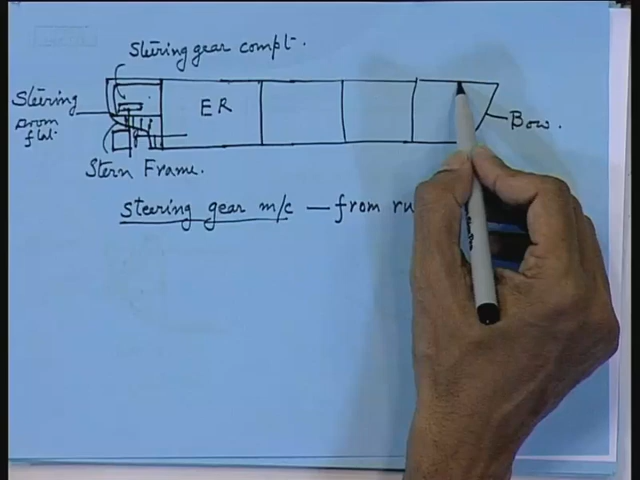 Steering gear compt.
Steering
room
flat.
ER
Bow.
Stern Frame.
Steering gear m/c — from ru